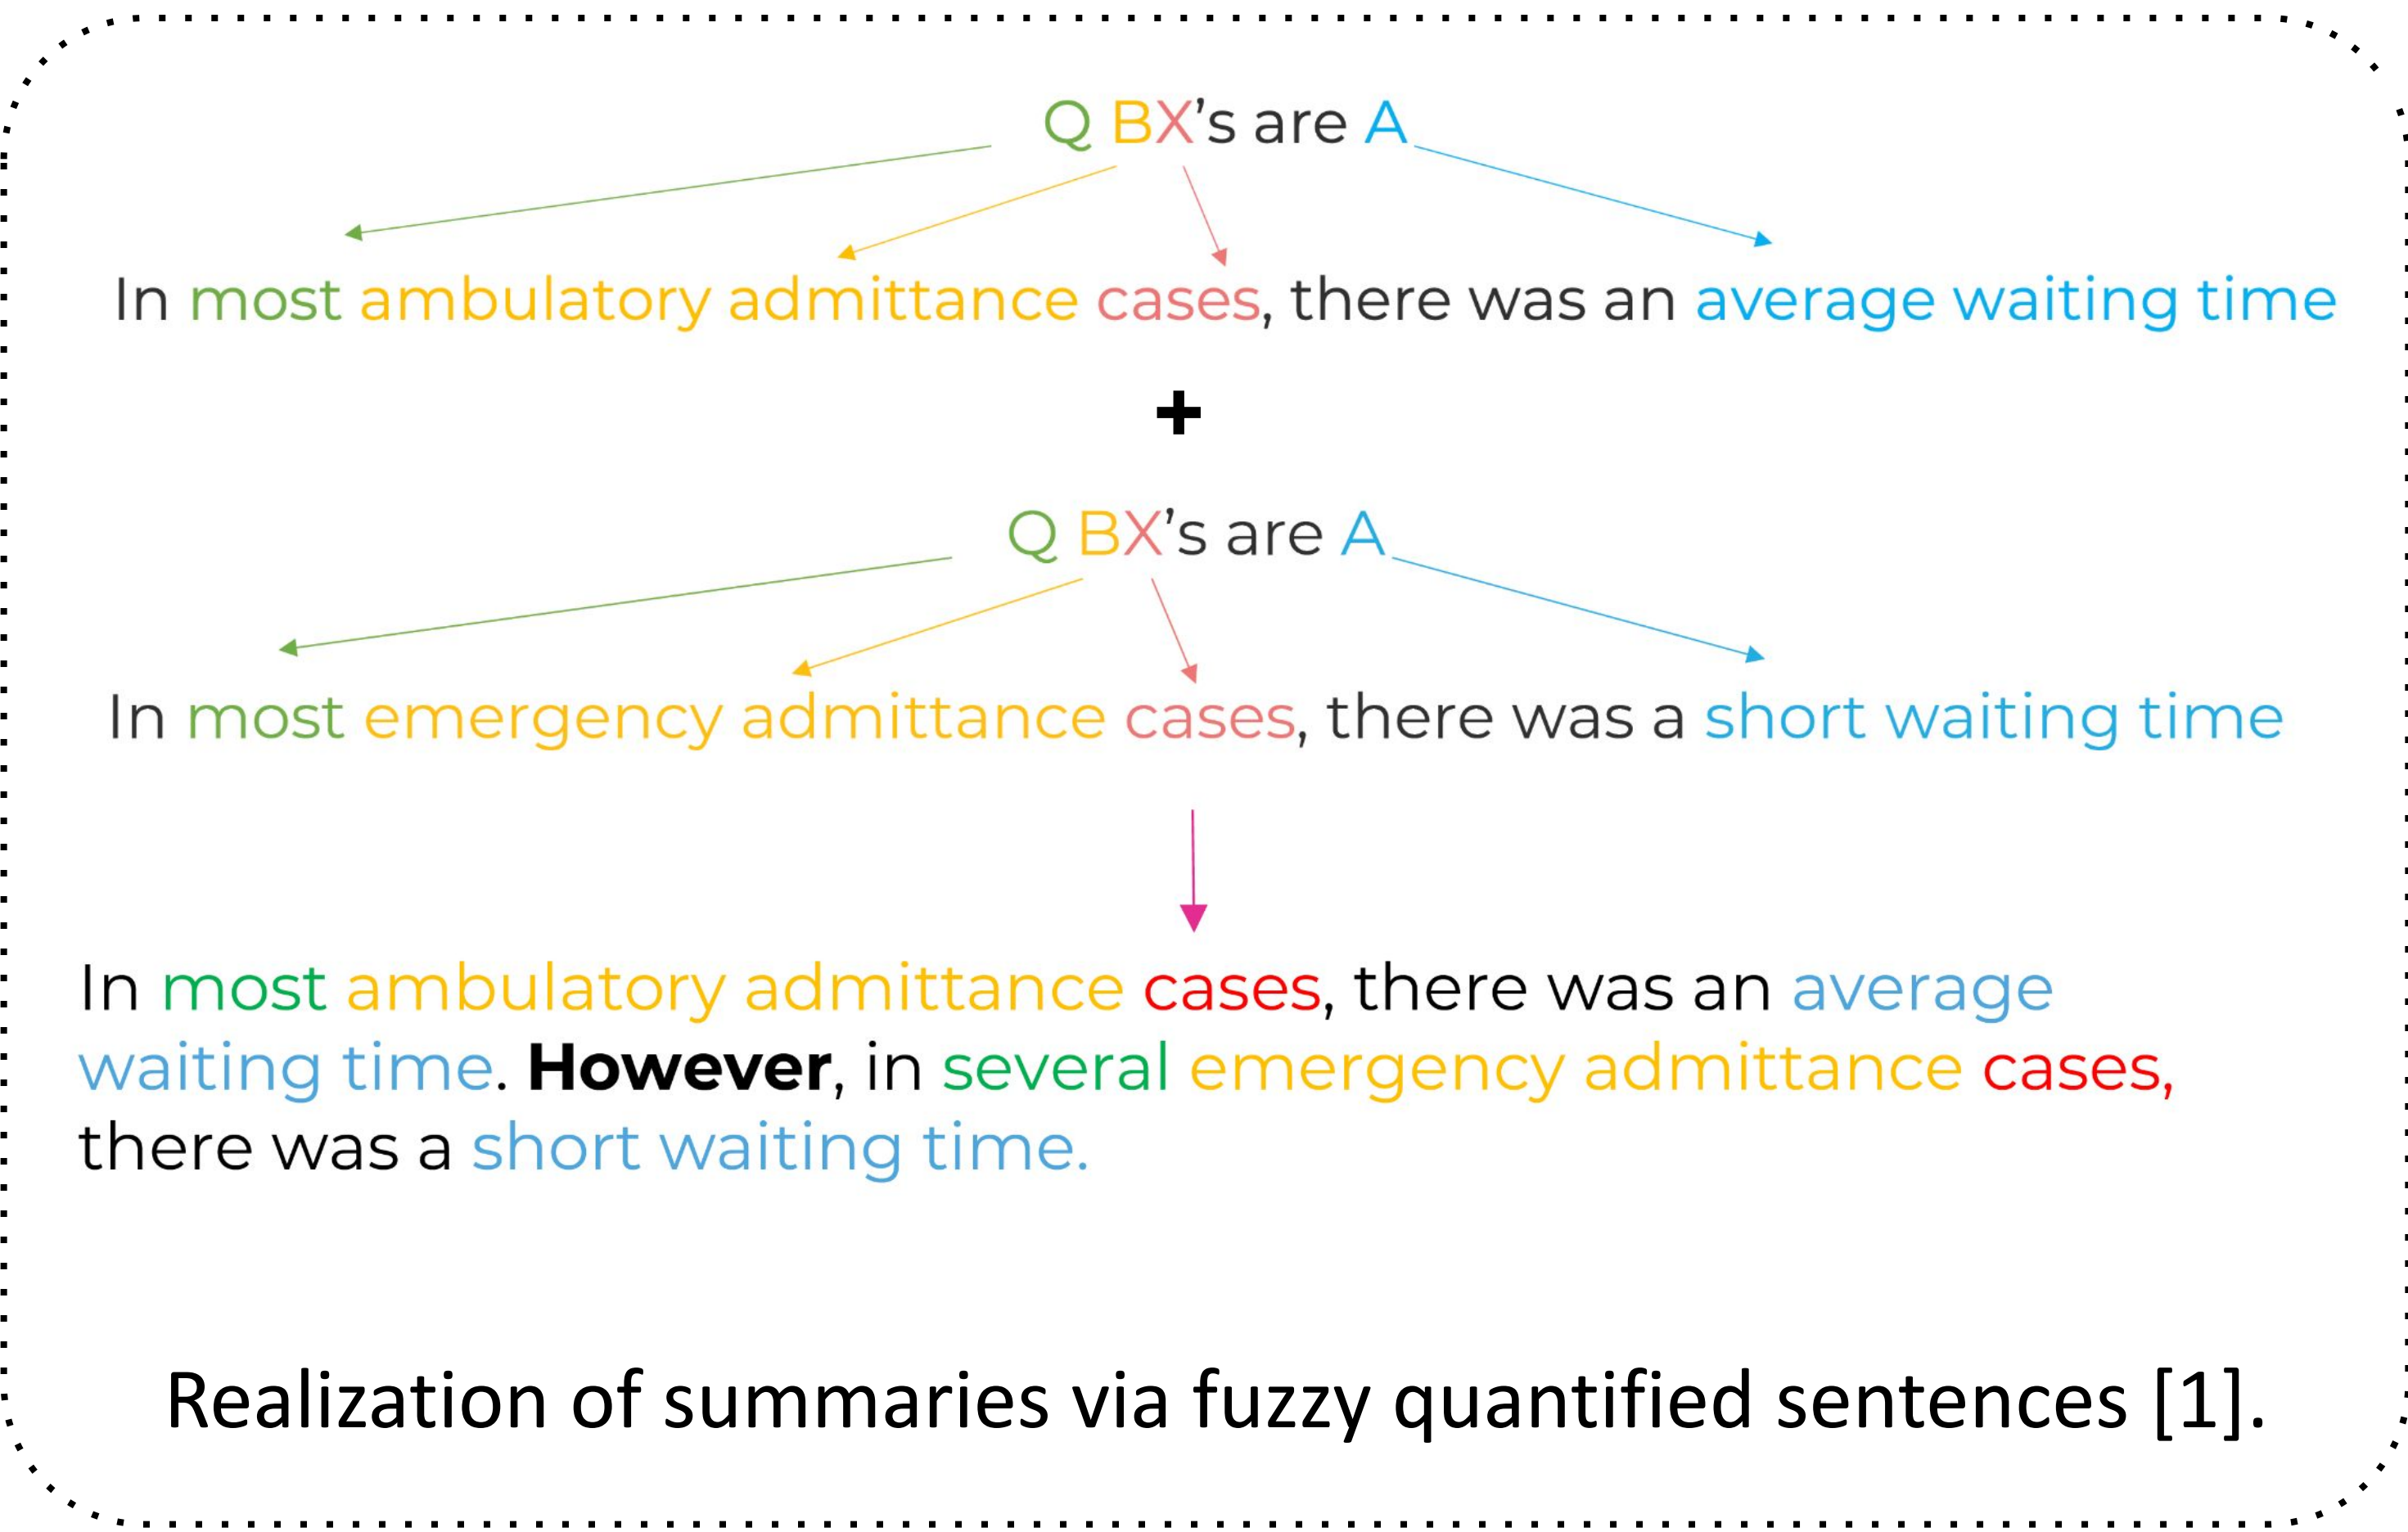 Q BX’s are A
In most ambulatory admittance cases, there was an average waiting time
+
Q BX’s are A
In most emergency admittance cases, there was a short waiting time
In most ambulatory admittance cases, there was an average
waiting time. However, in several emergency admittance cases,
there was a short waiting time.
Realization of summaries via fuzzy quantified sentences [1].